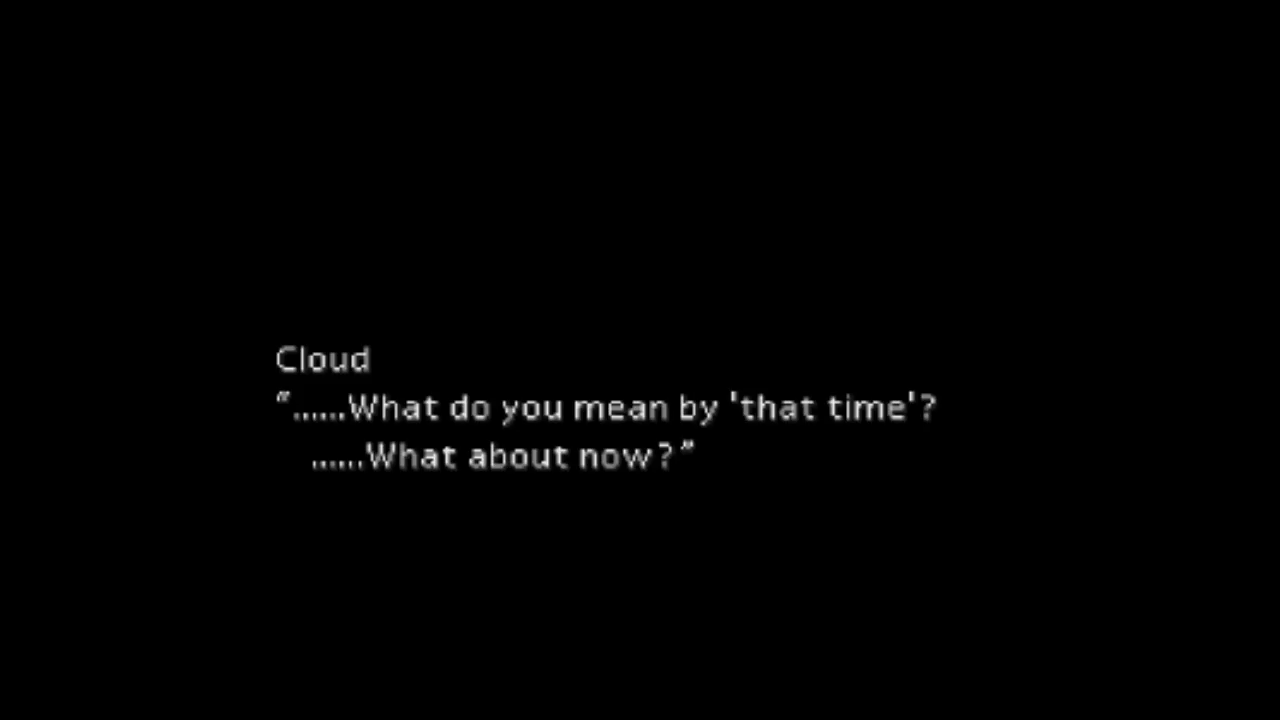 Cloud
“......What do you mean by 'that time'?
......What about now?”